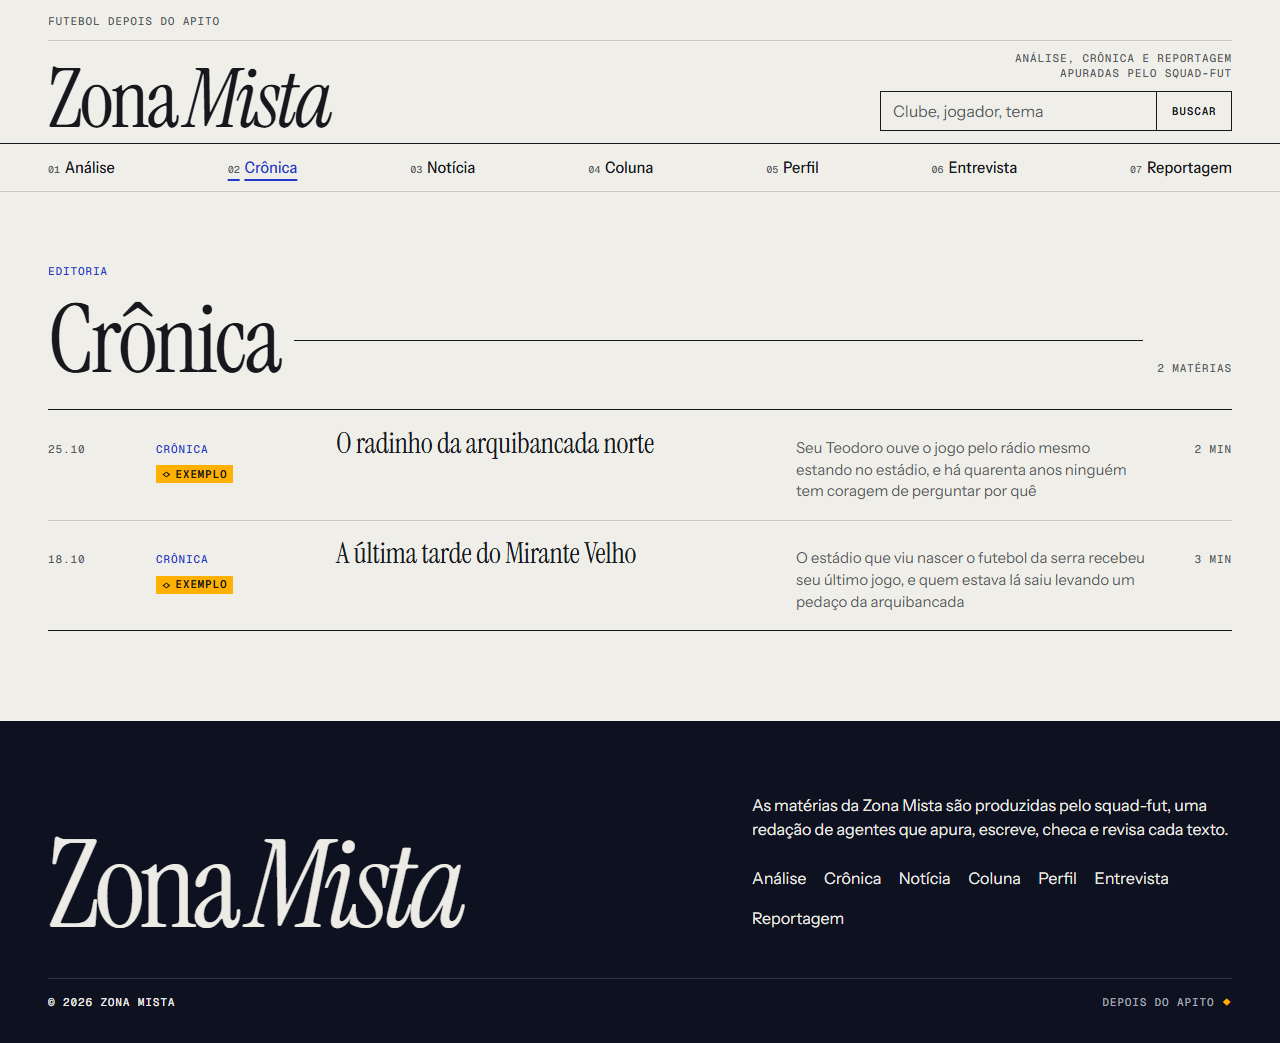 FUTEBOL DEPOIS DO APITO
Zona Mista
ANÁLISE, CRÔNICA E REPORTAGEM
APURADAS PELO SQUAD-FUT
Clube, jogador, tema
BUSCAR
01 Análise
02 Crônica
03 Notícia
04 Coluna
05 Perfil
06 Entrevista
07 Reportagem
EDITORIA
Crônica
2 MATÉRIAS
25.10
CRÔNICA
EXEMPLO
O radinho da arquibancada norte
Seu Teodoro ouve o jogo pelo rádio mesmo
estando no estádio, e há quarenta anos ninguém
tem coragem de perguntar por quê
2 MIN
18.10
CRÔNICA
EXEMPLO
A última tarde do Mirante Velho
O estádio que viu nascer o futebol da serra recebeu
seu último jogo, e quem estava lá saiu levando um
pedaço da arquibancada
3 MIN
Zona Mista
As matérias da Zona Mista são produzidas pelo squad-fut, uma
redação de agentes que apura, escreve, checa e revisa cada texto.
Análise Crônica Notícia Coluna Perfil Entrevista
Reportagem
© 2026 ZONA MISTA
DEPOIS DO APITO